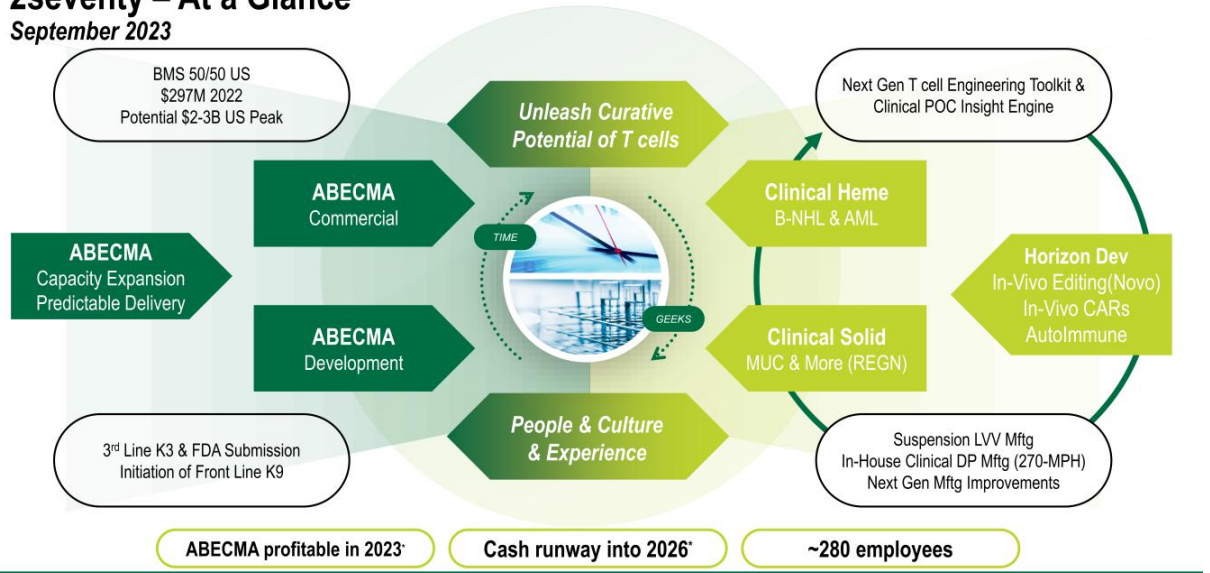 2seventy – At a Glance
September 2023
BMS 50/50 US
$297M 2022
Potential $2-3B US Peak
Unleash Curative
Potential of T cells
Next Gen T cell Engineering Toolkit &
Clinical POC Insight Engine
ABECMA
Commercial
Clinical Heme
B-NHL & AML
TIME
ABECMA
Capacity Expansion
Predictable Delivery
Horizon Dev
In-Vivo Editing(Novo)
In-Vivo CARs
AutoImmune
GEEKS
ABECMA
Development
Clinical Solid
MUC & More (REGN)
3rd Line K3 & FDA Submission
Initiation of Front Line K9
People & Culture
& Experience
Suspension LVV Mftg
In-House Clinical DP Mftg (270-MPH)
Next Gen Mftg Improvements
ABECMA profitable in 2023*
Cash runway into 2026*
~280 employees